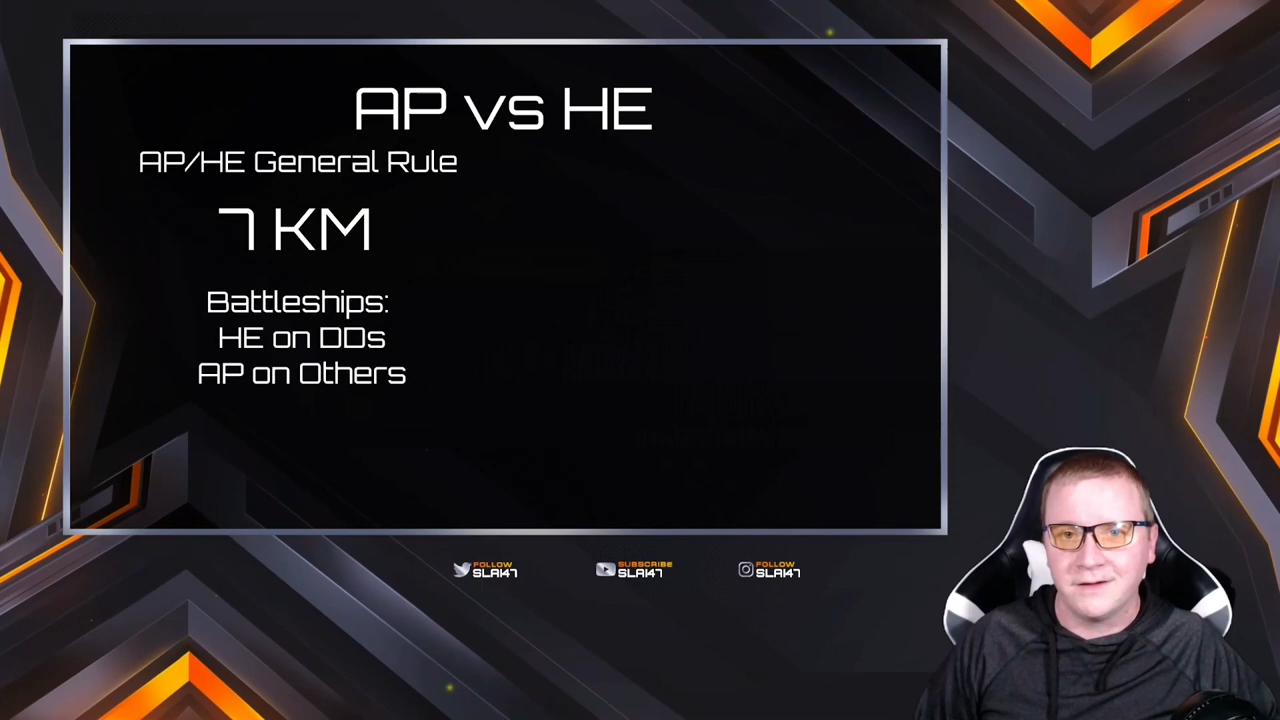 AP vs HE
AP/HE General Rule
7 KM
Battleships:
HE on DDs
AP on Others
FOLLOW
SLAI47
SUBSCRIBE
SLAI47
FOLLOW
SLAI47